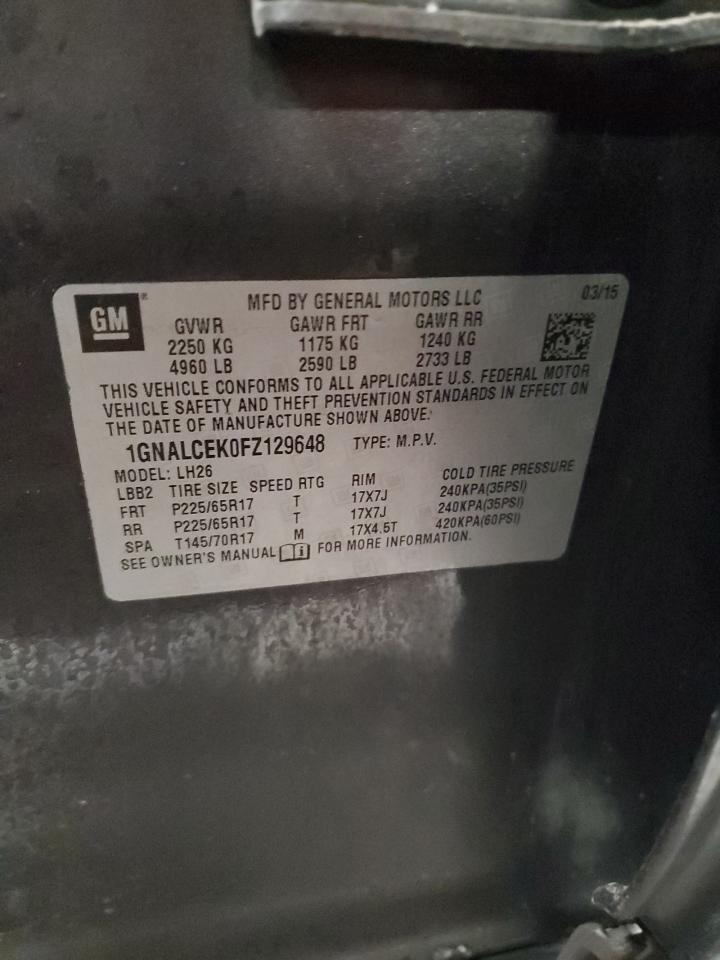 GM ® MFD BY GENERAL MOTORS LLC 03/15
GVWR GAWR FRT GAWR RR
2250 KG 1175 KG 1240 KG
4960 LB 2590 LB 2733 LB
THIS VEHICLE CONFORMS TO ALL APPLICABLE U.S. FEDERAL MOTOR
VEHICLE SAFETY AND THEFT PREVENTION STANDARDS IN EFFECT ON
THE DATE OF MANUFACTURE SHOWN ABOVE.
1GNALCEK0FZ129648 TYPE: M.P.V.
MODEL: LH26
LBB2 TIRE SIZE SPEED RTG RIM COLD TIRE PRESSURE
FRT P225/65R17 T 17X7J 240KPA(35PSI)
RR P225/65R17 T 17X7J 240KPA(35PSI)
SPA T145/70R17 M 17X4.5T 420KPA(60PSI)
SEE OWNER'S MANUAL i FOR MORE INFORMATION.